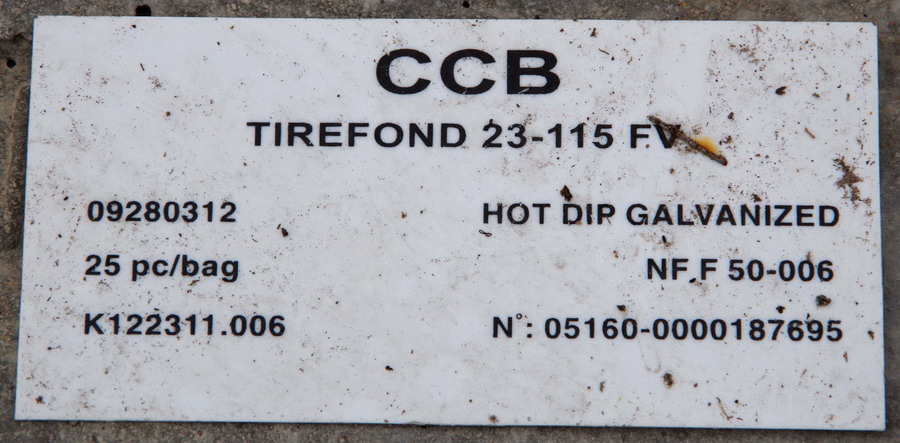 CCB
TIREFOND 23-115 FV
09280312
HOT DIP GALVANIZED
25 pc/bag
NF F 50-006
K122311.006
N°: 05160-0000187695